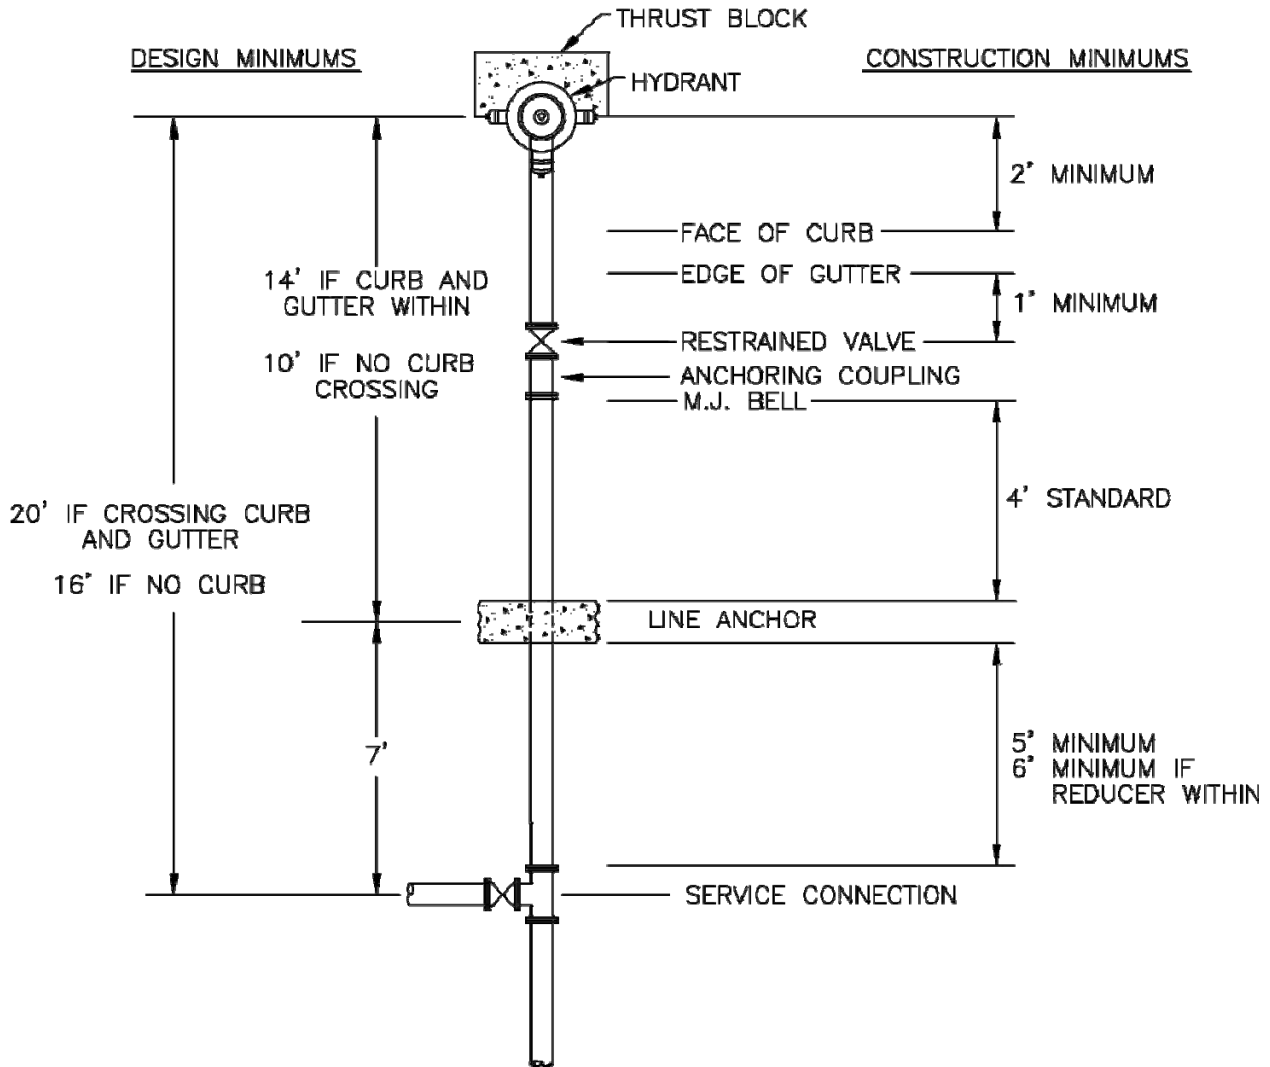 THRUST BLOCK
DESIGN MINIMUMS
CONSTRUCTION MINIMUMS
HYDRANT
2' MINIMUM
FACE OF CURB
EDGE OF GUTTER
14' IF CURB AND
GUTTER WITHIN
1' MINIMUM
RESTRAINED VALVE
10' IF NO CURB
CROSSING
ANCHORING COUPLING
M.J. BELL
4' STANDARD
20' IF CROSSING CURB
AND GUTTER
16' IF NO CURB
LINE ANCHOR
7'
5' MINIMUM
6' MINIMUM IF
REDUCER WITHIN
SERVICE CONNECTION